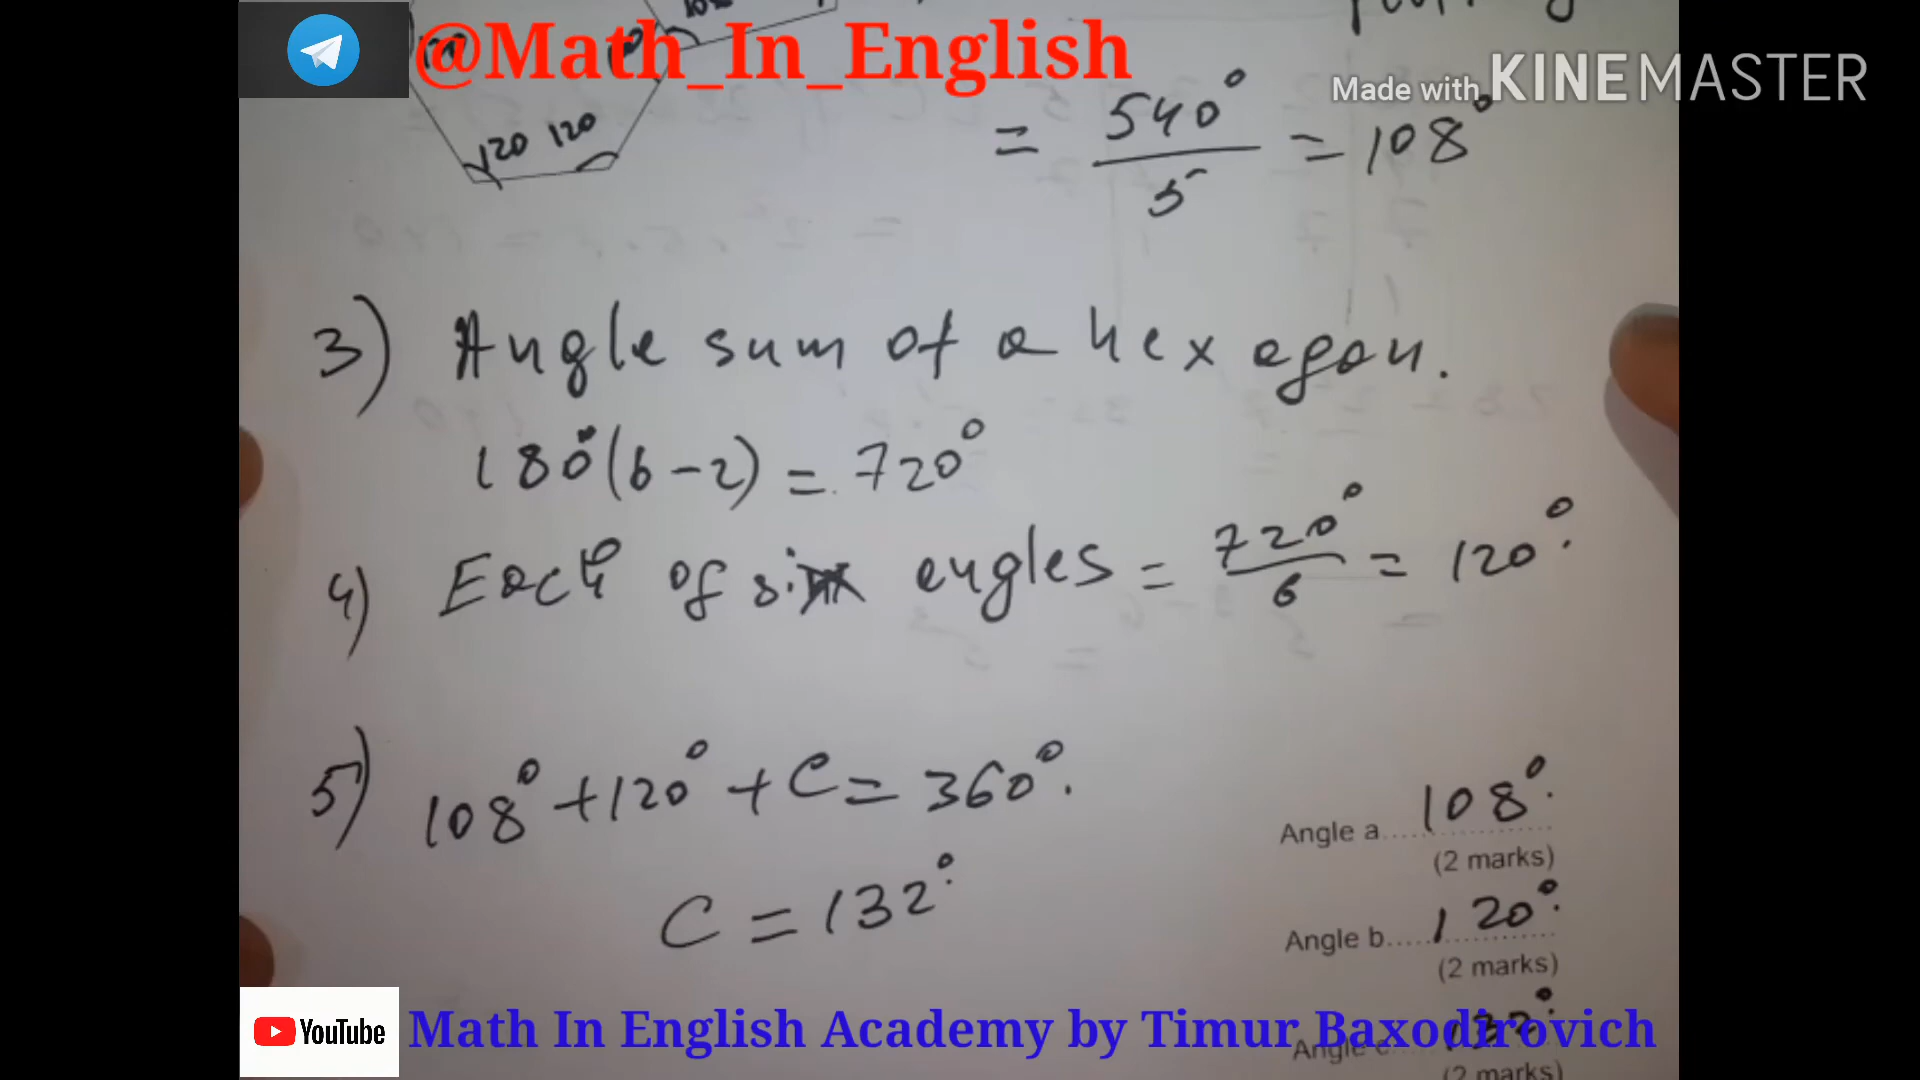 @Math_In_English
Made with KINEMASTER
120 120
= 540° / 5 = 108°
3) Angle sum of a hexagon.
180°(6-2) = 720°
4) Each of six angles = 720° / 6 = 120°.
5) 108° + 120° + C = 360°.
C = 132°.
Angle a 108°.
(2 marks)
Angle b 120°.
(2 marks)
Angle c 132°.
(2 marks)
YouTube
Math In English Academy by Timur Baxodirovich